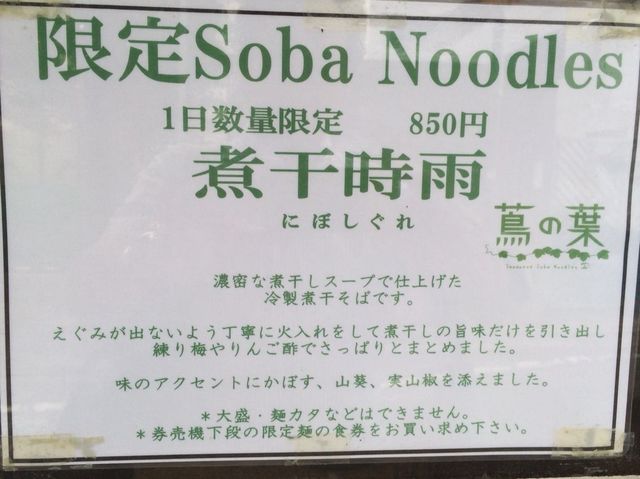 限定Soba Noodles
1日数量限定 850円
煮干時雨
にぼしぐれ
蔦の葉
Japanese Soba Noodles
濃密な煮干しスープで仕上げた
冷製煮干そばです。
えぐみが出ないよう丁寧に火入れをして煮干しの旨味だけを引き出し
練り梅やりんご酢でさっぱりとまとめました。
味のアクセントにかぼす、山葵、実山椒を添えました。
*大盛・麺カタなどはできません。
*券売機下段の限定麺の食券をお買い求め下さい。